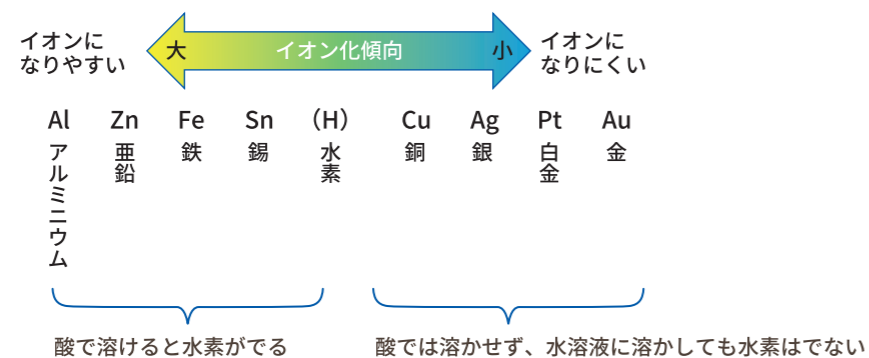 イオンに
なりやすい
大
イオン化傾向
小
イオンに
なりにくい
Al
Zn
Fe
Sn
（H）
Cu
Ag
Pt
Au
アルミニウム
亜鉛
鉄
錫
水素
銅
銀
白金
金
酸で溶けると水素がでる
酸では溶かせず、水溶液に溶かしても水素はでない